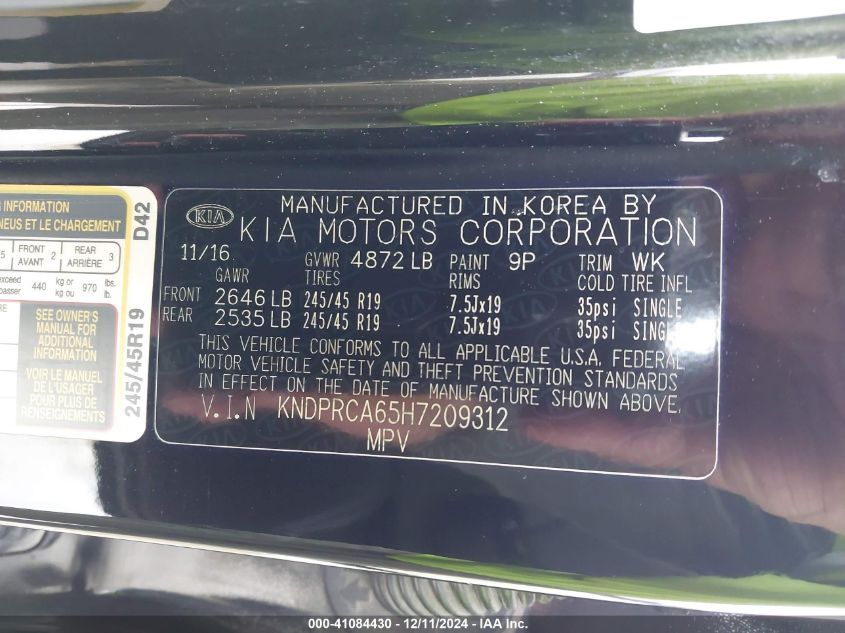 INFORMATION
NEUS ET LE CHARGEMENT
5 FRONT AVANT 2 REAR ARRIÈRE 3
exceed 440 kg or kg ou 970 lbs. lb.
SEE OWNER'S
MANUAL FOR
ADDITIONAL
INFORMATION
VOIR LE MANUEL
DE L'USAGER
POUR PLUS DE
RENSEIGNEMENTS
D42
245/45R19
KIA
MANUFACTURED IN KOREA BY
KIA MOTORS CORPORATION
11/16 GVWR 4872 LB PAINT 9P TRIM WK
GAWR TIRES RIMS COLD TIRE INFL
FRONT 2646 LB 245/45 R19 7.5Jx19 35psi SINGLE
REAR 2535 LB 245/45 R19 7.5Jx19 35psi SINGLE
THIS VEHICLE CONFORMS TO ALL APPLICABLE U.S.A. FEDERAL
MOTOR VEHICLE SAFETY AND THEFT PREVENTION STANDARDS
IN EFFECT ON THE DATE OF MANUFACTURE SHOWN ABOVE.
V.I.N KNDPRCA65H7209312
MPV
000-41084430 - 12/11/2024 - IAA Inc.